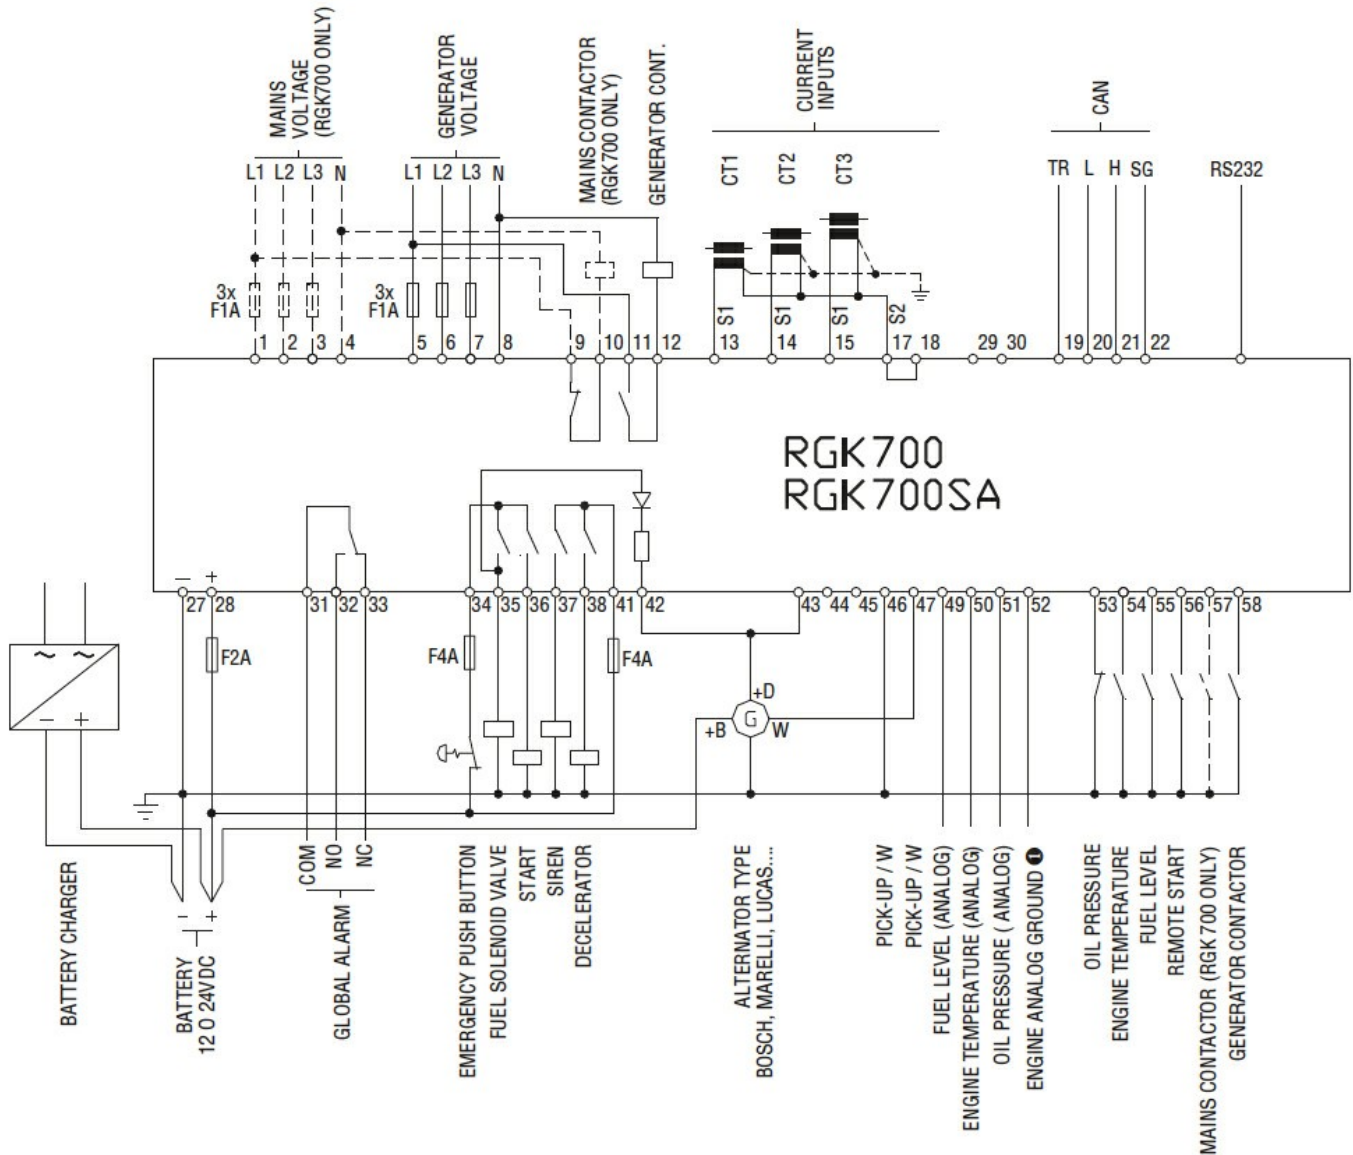 MAINS
VOLTAGE
(RGK700 ONLY)
GENERATOR
VOLTAGE
MAINS CONTACTOR
(RGK700 ONLY)
GENERATOR CONT.
CURRENT
INPUTS
CAN
L1 L2 L3 N
L1 L2 L3 N
CT1
CT2
CT3
TR L H SG
RS232
3x
F1A
3x
F1A
S1
S1
S1
S2
1 2 3 4
5 6 7 8
9 10 11 12
13 14 15 17 18
29 30
19 20 21 22
RGK700
RGK700SA
– +
27 28
31 32 33
34 35 36 37 38 41 42
43 44 45 46 47 49 50 51 52
53 54 55 56 57 58
F2A
F4A
F4A
~ ~
– +
+D
+B
G
W
COM
NO
NC
– +
BATTERY CHARGER
BATTERY
12 O 24VDC
GLOBAL ALARM
EMERGENCY PUSH BUTTON
FUEL SOLENOID VALVE
START
SIREN
DECELERATOR
ALTERNATOR TYPE
BOSCH, MARELLI, LUCAS....
PICK-UP / W
PICK-UP / W
FUEL LEVEL (ANALOG)
ENGINE TEMPERATURE (ANALOG)
OIL PRESSURE ( ANALOG)
ENGINE ANALOG GROUND ❶
OIL PRESSURE
ENGINE TEMPERATURE
FUEL LEVEL
REMOTE START
MAINS CONTACTOR (RGK 700 ONLY)
GENERATOR CONTACTOR